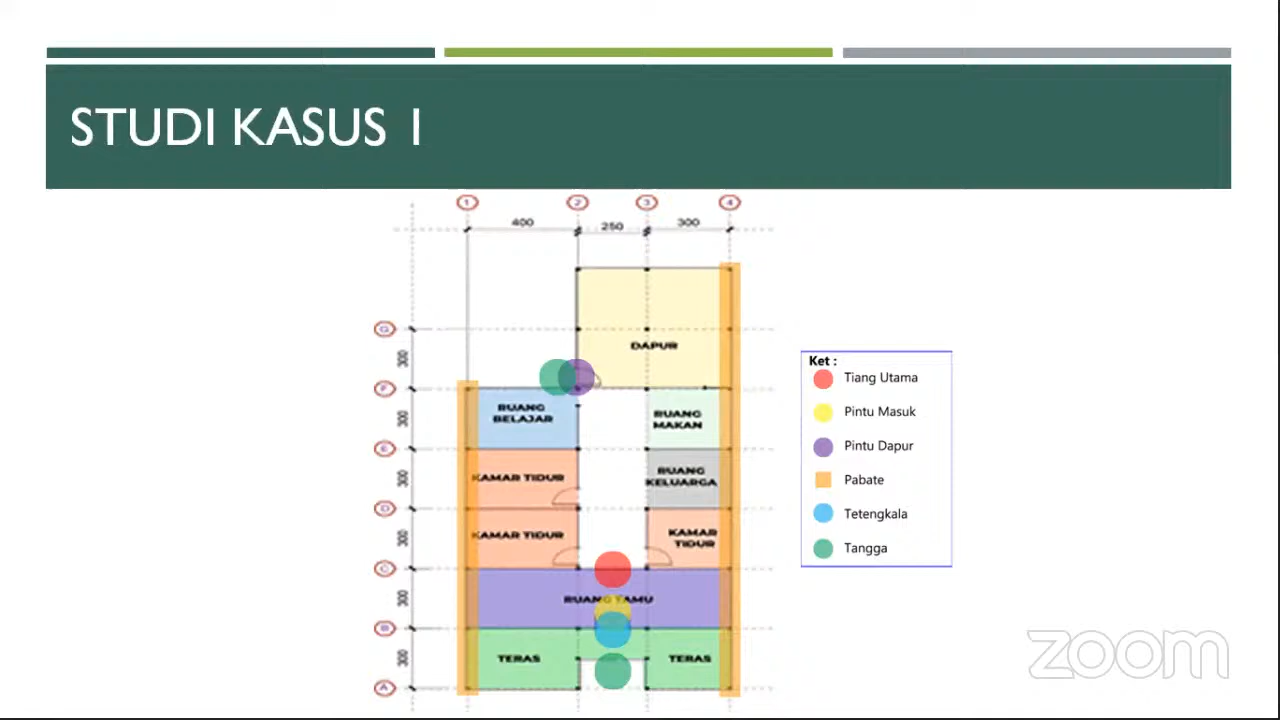 STUDI KASUS 1
1 2 3 4
400 250 300
G
300
DAPUR
F
300
RUANG
BELAJAR
RUANG
MAKAN
E
300
KAMAR TIDUR
RUANG
KELUARGA
D
300
KAMAR TIDUR
KAMAR
TIDUR
C
300
RUANG TAMU
B
300
TERAS
TERAS
A
Ket :
Tiang Utama
Pintu Masuk
Pintu Dapur
Pabate
Tetengkala
Tangga
zoom